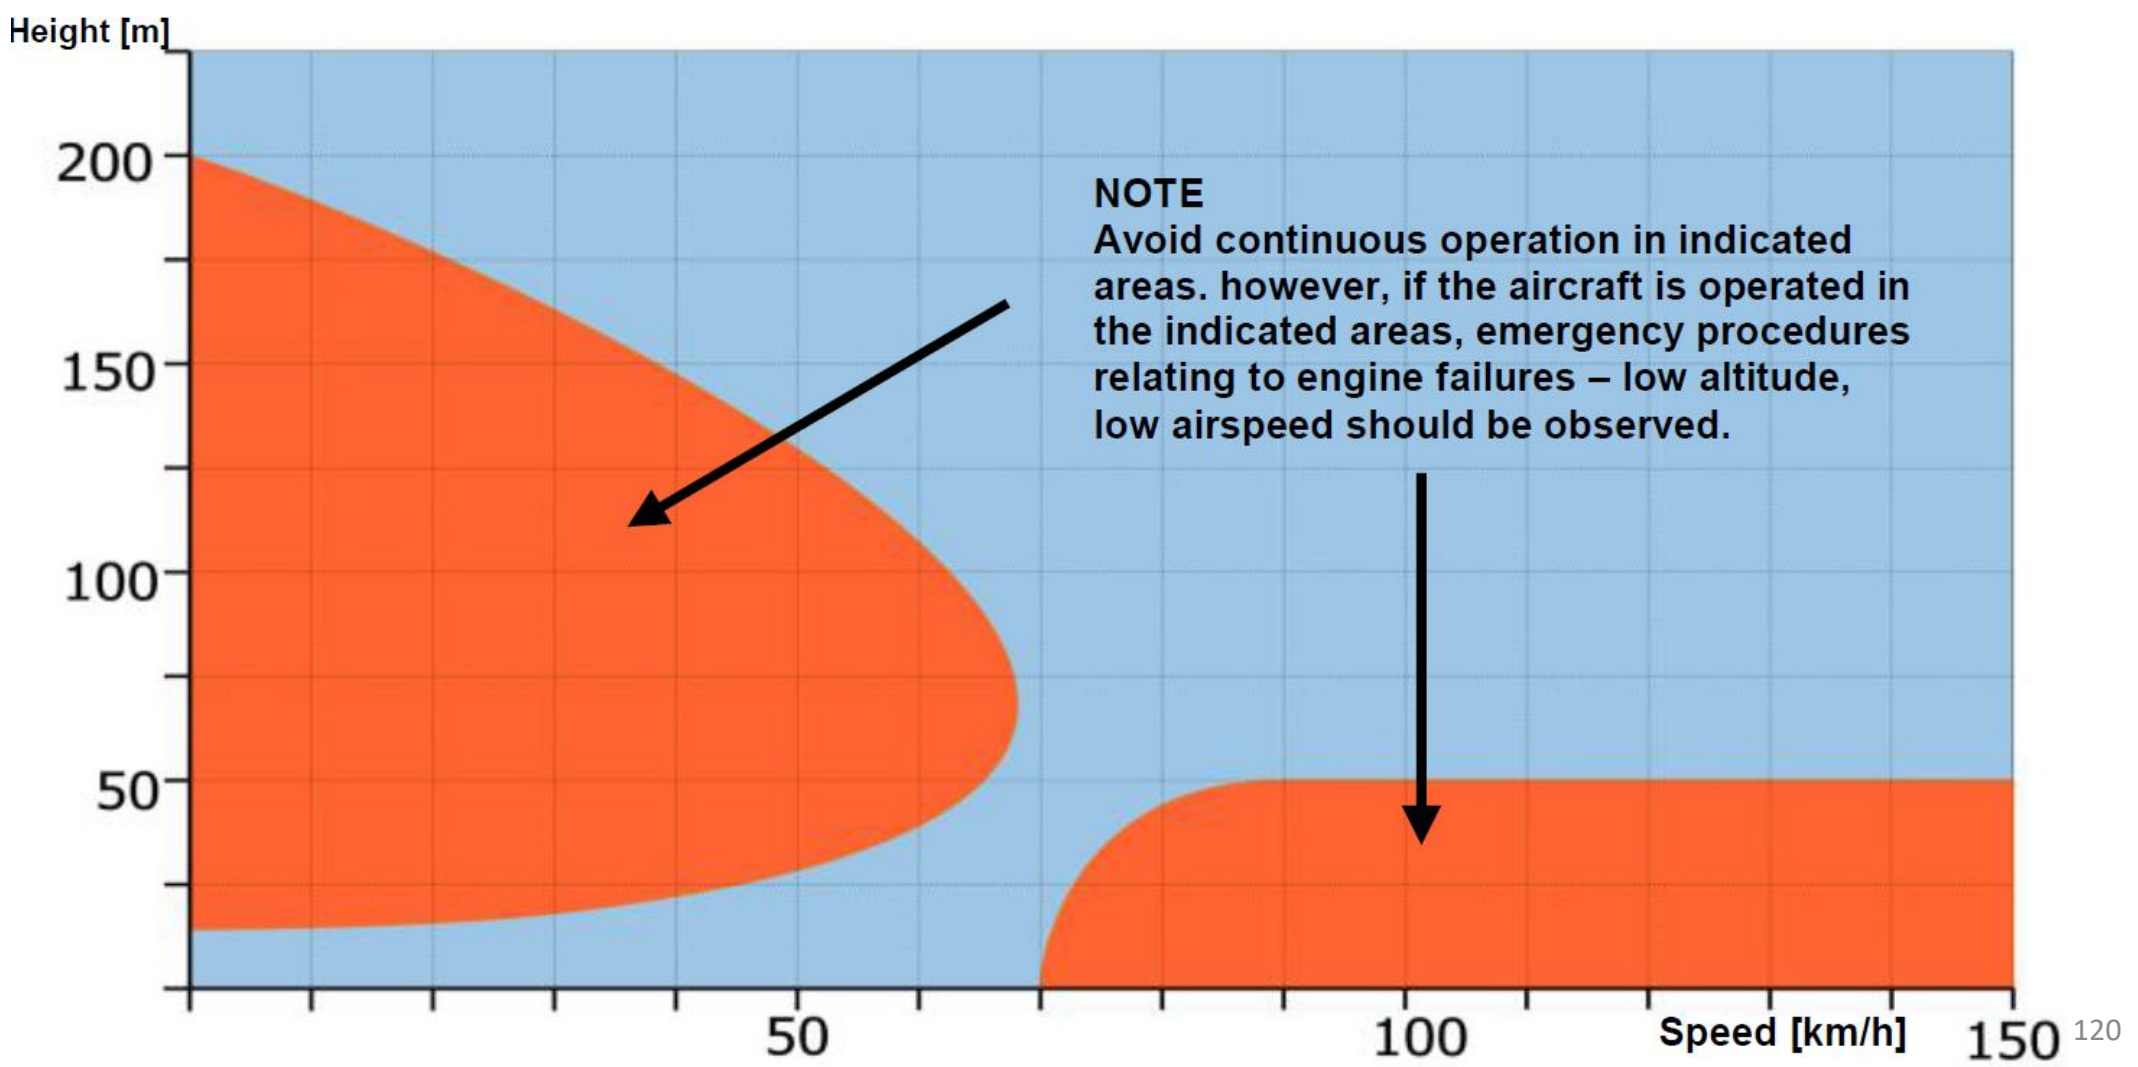 Height [m]
200
150
100
50
NOTE
Avoid continuous operation in indicated
areas. however, if the aircraft is operated in
the indicated areas, emergency procedures
relating to engine failures – low altitude,
low airspeed should be observed.
50
100
Speed [km/h]
150
120